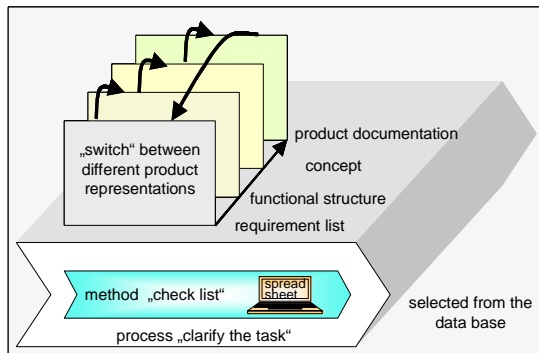 „switch“ between
different product
representations
product documentation
concept
functional structure
requirement list
method „check list“
spread
sheet
process „clarify the task“
selected from the
data base